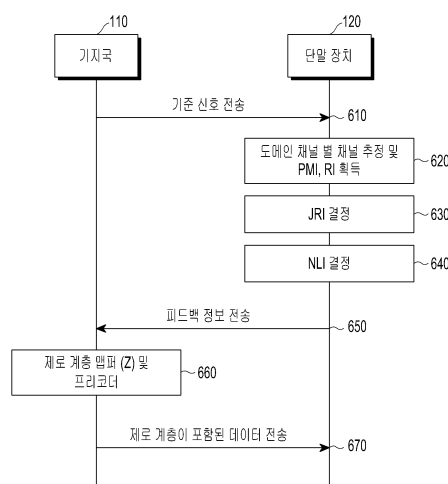 110
120
기지국
단말 장치
기준 신호 전송
610
도메인 채널 별 채널 추정 및
PMI, RI 획득
620
JRI 결정
630
NLI 결정
640
피드백 정보 전송
650
제로 계층 맵퍼 (Z) 및
프리코더
660
제로 계층이 포함된 데이터 전송
670